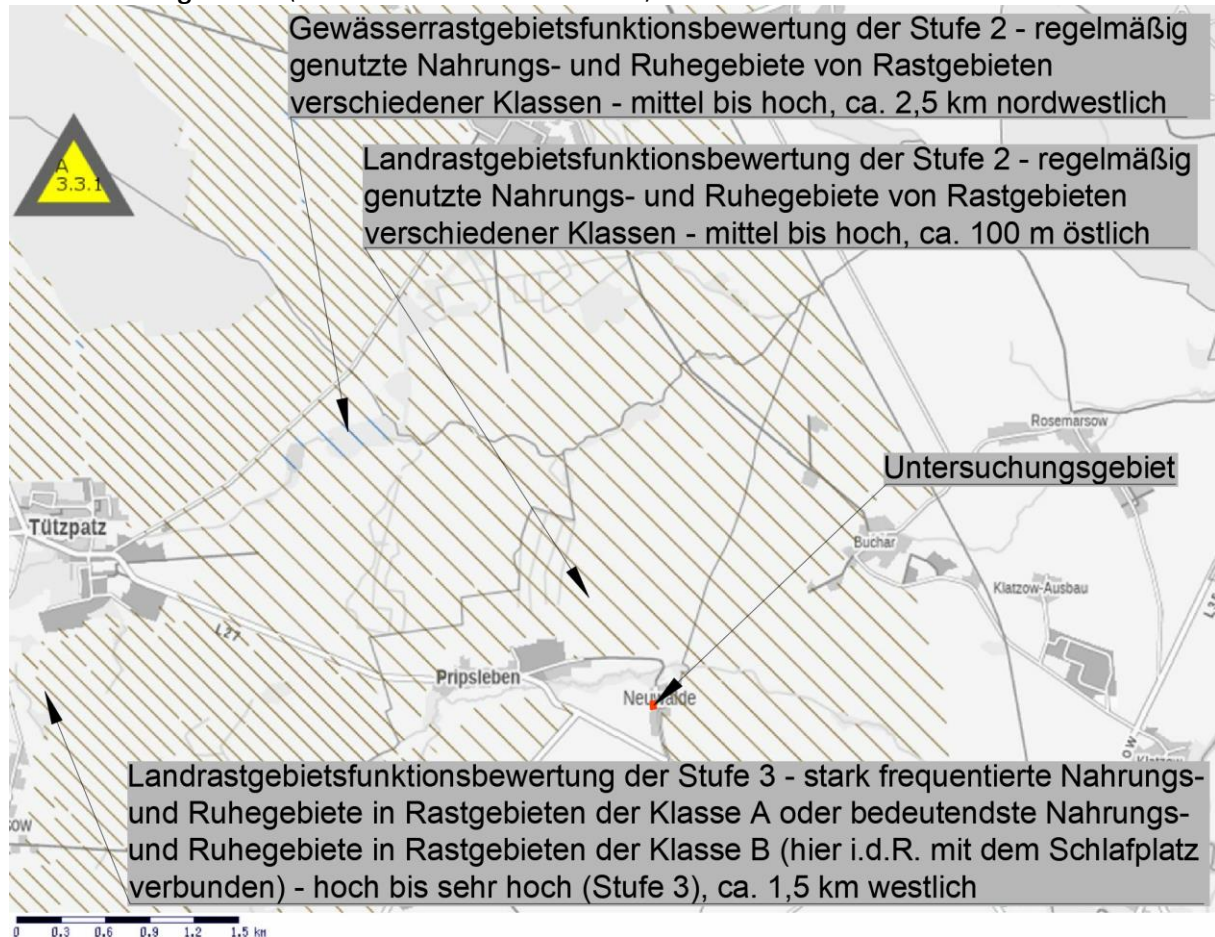 Gewässerrastgebietsfunktionsbewertung der Stufe 2 - regelmäßig
genutzte Nahrungs- und Ruhegebiete von Rastgebieten
verschiedener Klassen - mittel bis hoch, ca. 2,5 km nordwestlich
A
3.3.1
Landrastgebietsfunktionsbewertung der Stufe 2 - regelmäßig
genutzte Nahrungs- und Ruhegebiete von Rastgebieten
verschiedener Klassen - mittel bis hoch, ca. 100 m östlich
Rosemarsow
Untersuchungsgebiet
Tützpatz
Buchar
Klatzow-Ausbau
L35
L27
Pripsleben
Neuwalde
OW
Klatzow
Landrastgebietsfunktionsbewertung der Stufe 3 - stark frequentierte Nahrungs-
und Ruhegebiete in Rastgebieten der Klasse A oder bedeutendste Nahrungs-
und Ruhegebiete in Rastgebieten der Klasse B (hier i.d.R. mit dem Schlafplatz
verbunden) - hoch bis sehr hoch (Stufe 3), ca. 1,5 km westlich
ow
0 0.3 0.6 0.9 1.2 1.5 km